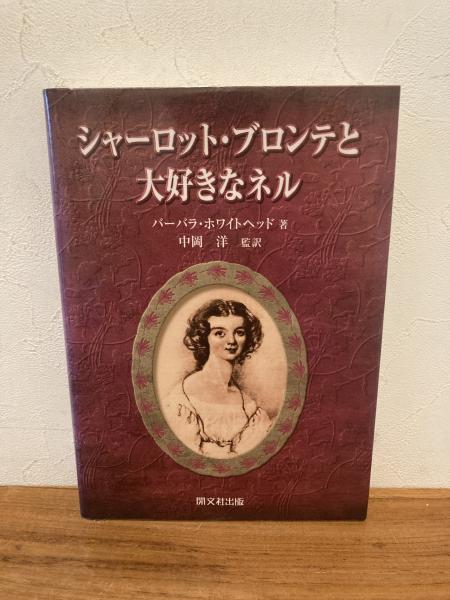 シャーロット・ブロンテと
大好きなネル
バーバラ・ホワイトヘッド 著
中岡 洋 監訳
開文社出版